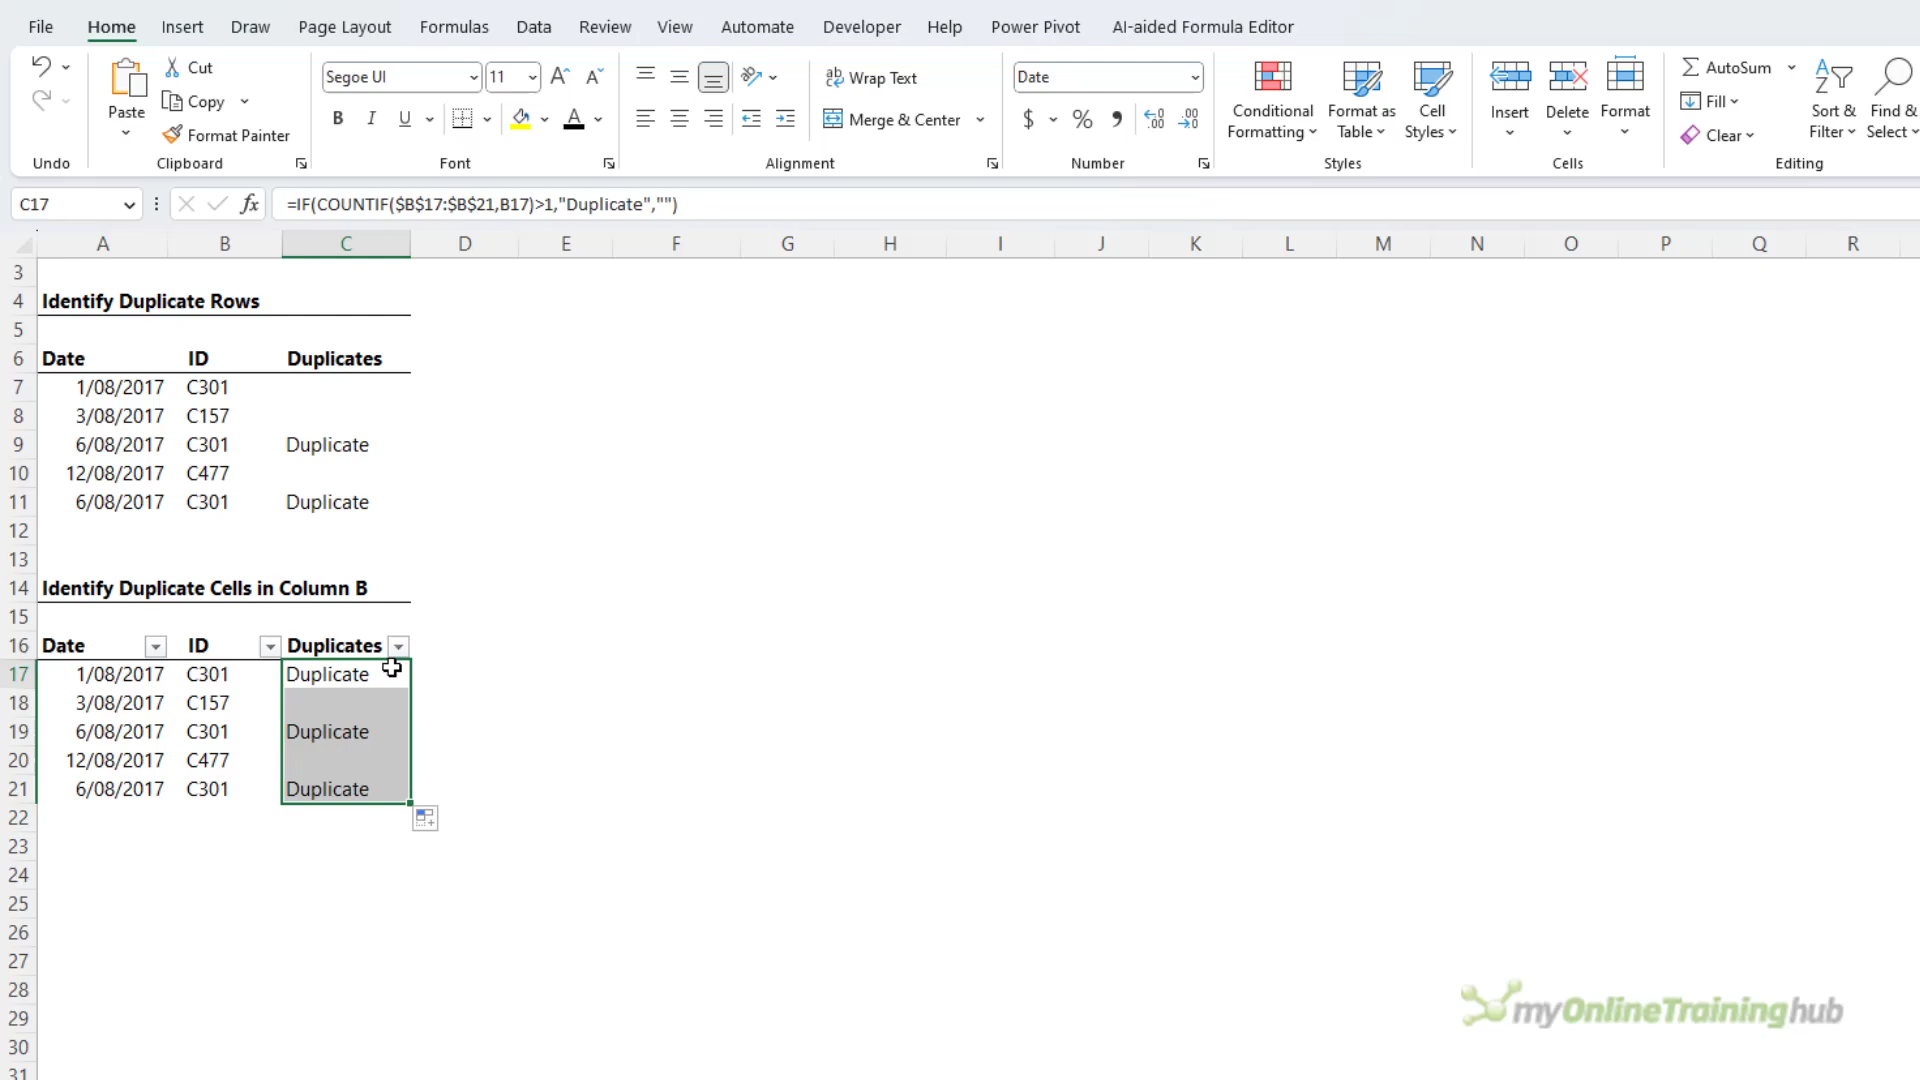 File Home Insert Draw Page Layout Formulas Data Review View Automate Developer Help Power Pivot AI-aided Formula Editor
Paste
Cut
Copy
Format Painter
Segoe UI 11
B I U
ab Wrap Text
Merge & Center
Date
$ % 9
Conditional Formatting
Format as Table
Cell Styles
Insert
Delete
Format
AutoSum
Fill
Clear
Sort & Filter
Find & Select
Undo Clipboard Font Alignment Number Styles Cells Editing
C17 fx =IF(COUNTIF($B$17:$B$21,B17)>1,"Duplicate","")
A B C D E F G H I J K L M N O P Q R
3
4 Identify Duplicate Rows
5
6 Date ID Duplicates
7 1/08/2017 C301
8 3/08/2017 C157
9 6/08/2017 C301 Duplicate
10 12/08/2017 C477
11 6/08/2017 C301 Duplicate
12
13
14 Identify Duplicate Cells in Column B
15
16 Date ID Duplicates
17 1/08/2017 C301 Duplicate
18 3/08/2017 C157
19 6/08/2017 C301 Duplicate
20 12/08/2017 C477
21 6/08/2017 C301 Duplicate
22
23
24
25
26
27
28
29
30
31
myOnlineTraininghub